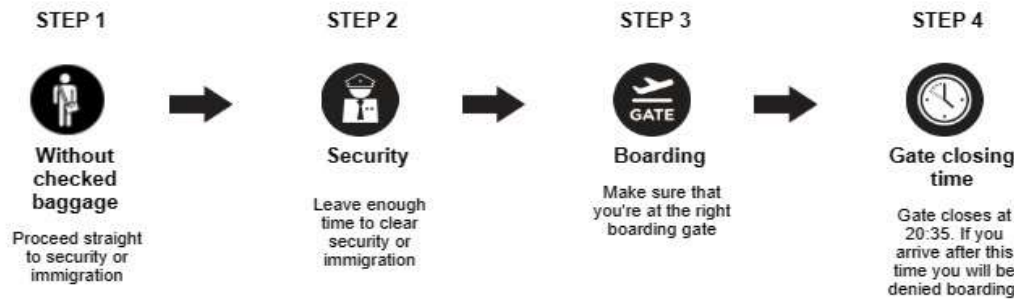 STEP 1
STEP 2
STEP 3
STEP 4
GATE
Without
checked
baggage
Proceed straight
to security or
immigration
Security
Leave enough
time to clear
security or
immigration
Boarding
Make sure that
you're at the right
boarding gate
Gate closing
time
Gate closes at
20:35. If you
arrive after this
time you will be
denied boarding